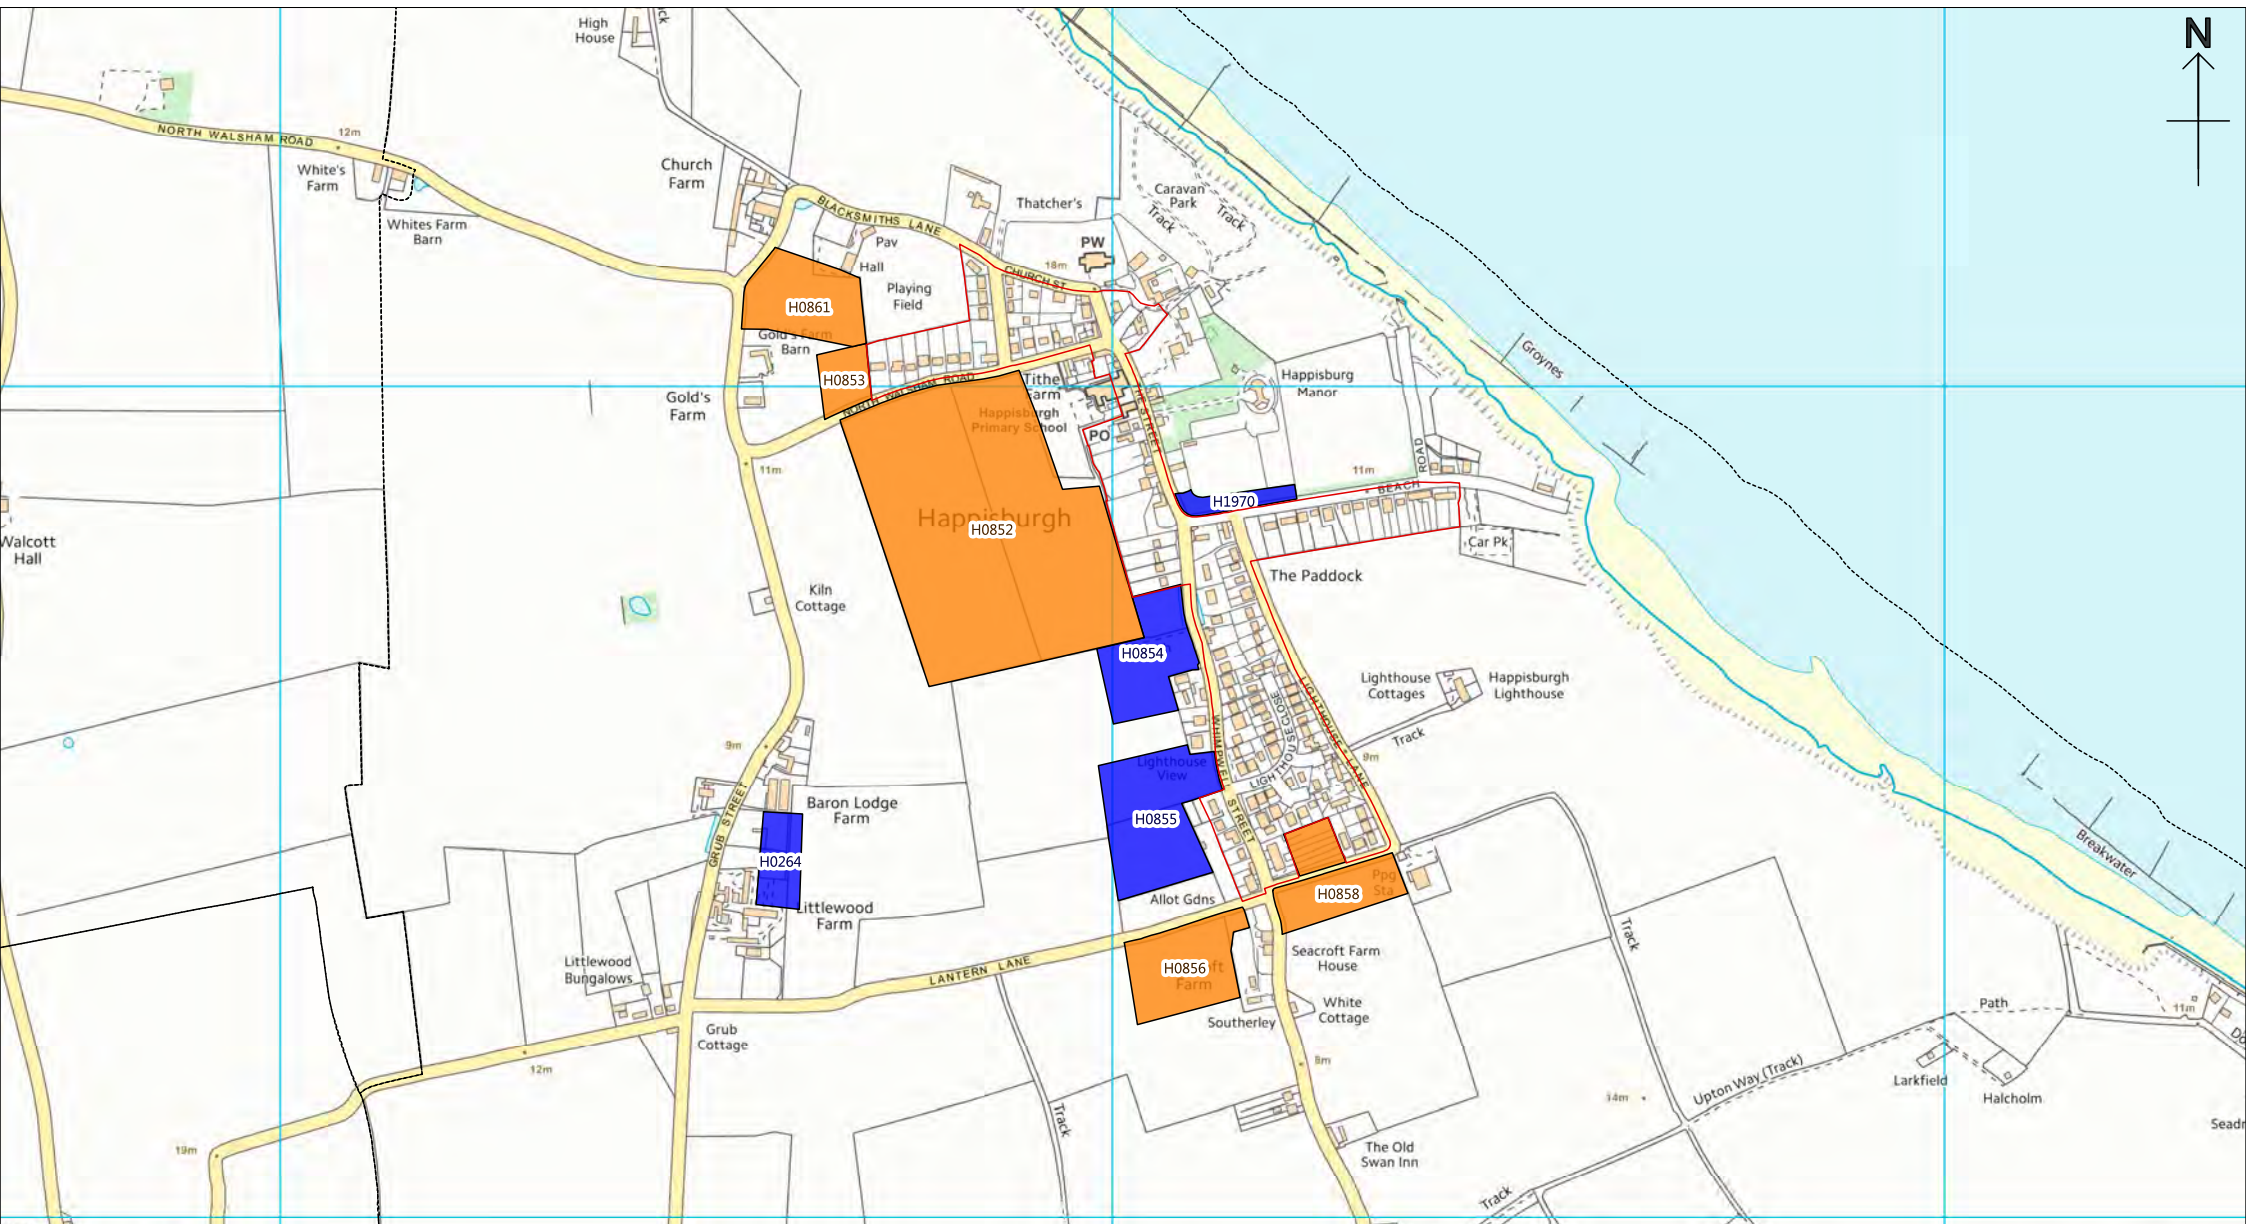 High
House
N
NORTH WALSHAM ROAD
12m
White's
Farm
Whites Farm
Barn
Church
Farm
BLACKSMITHS LANE
Pav
Hall
Playing
Field
Thatcher's
Caravan
Park
Track
Track
PW
18m
CHURCH ST
H0861
Gold's Farm
Barn
H0853
NORTH WALSHAM ROAD
Tithe
Farm
Happisburgh
Primary School
PO
THE STREET
Happisburg
Manor
Groynes
Gold's
Farm
11m
11m
ROAD
BEACH
H1970
Car Pk
Happisburgh
H0852
Walcott
Hall
Kiln
Cottage
The Paddock
H0854
Lighthouse
Cottages
Happisburgh
Lighthouse
Track
9m
WHIMPWELL STREET
LIGHTHOUSE CLOSE
LIGHTHOUSE LANE
Lighthouse
View
H0855
9m
GRUB STREET
Baron Lodge
Farm
H0264
Littlewood
Farm
Allot Gdns
Ppg
Sta
H0858
Breakwater
Littlewood
Bungalows
LANTERN LANE
H0856
Farm
Seacroft Farm
House
White
Cottage
Southerley
Track
Path
11m
Grub
Cottage
12m
8m
Upton Way (Track)
Larkfield
Halcholm
14m
Track
19m
The Old
Swan Inn
Track